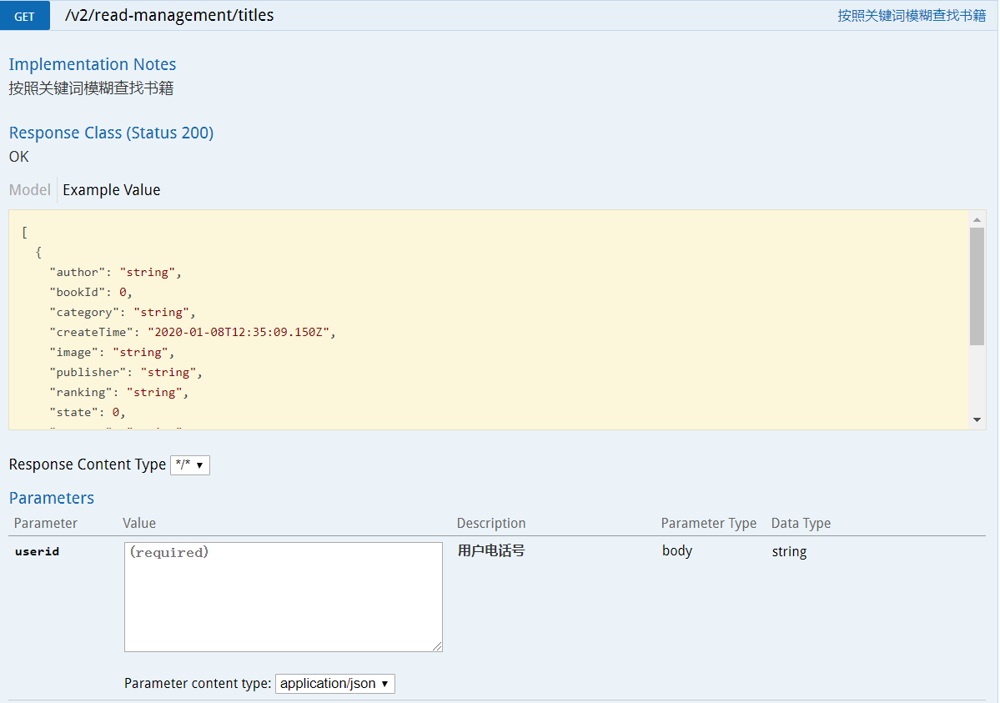 GET /v2/read-management/titles 按照关键词模糊查找书籍
Implementation Notes
按照关键词模糊查找书籍
Response Class (Status 200)
OK
Model Example Value
[
{
"author": "string",
"bookId": 0,
"category": "string",
"createTime": "2020-01-08T12:35:09.150Z",
"image": "string",
"publisher": "string",
"ranking": "string",
"state": 0,
Response Content Type */*
Parameters
Parameter Value Description Parameter Type Data Type
userid (required) 用户电话号 body string
Parameter content type: application/json